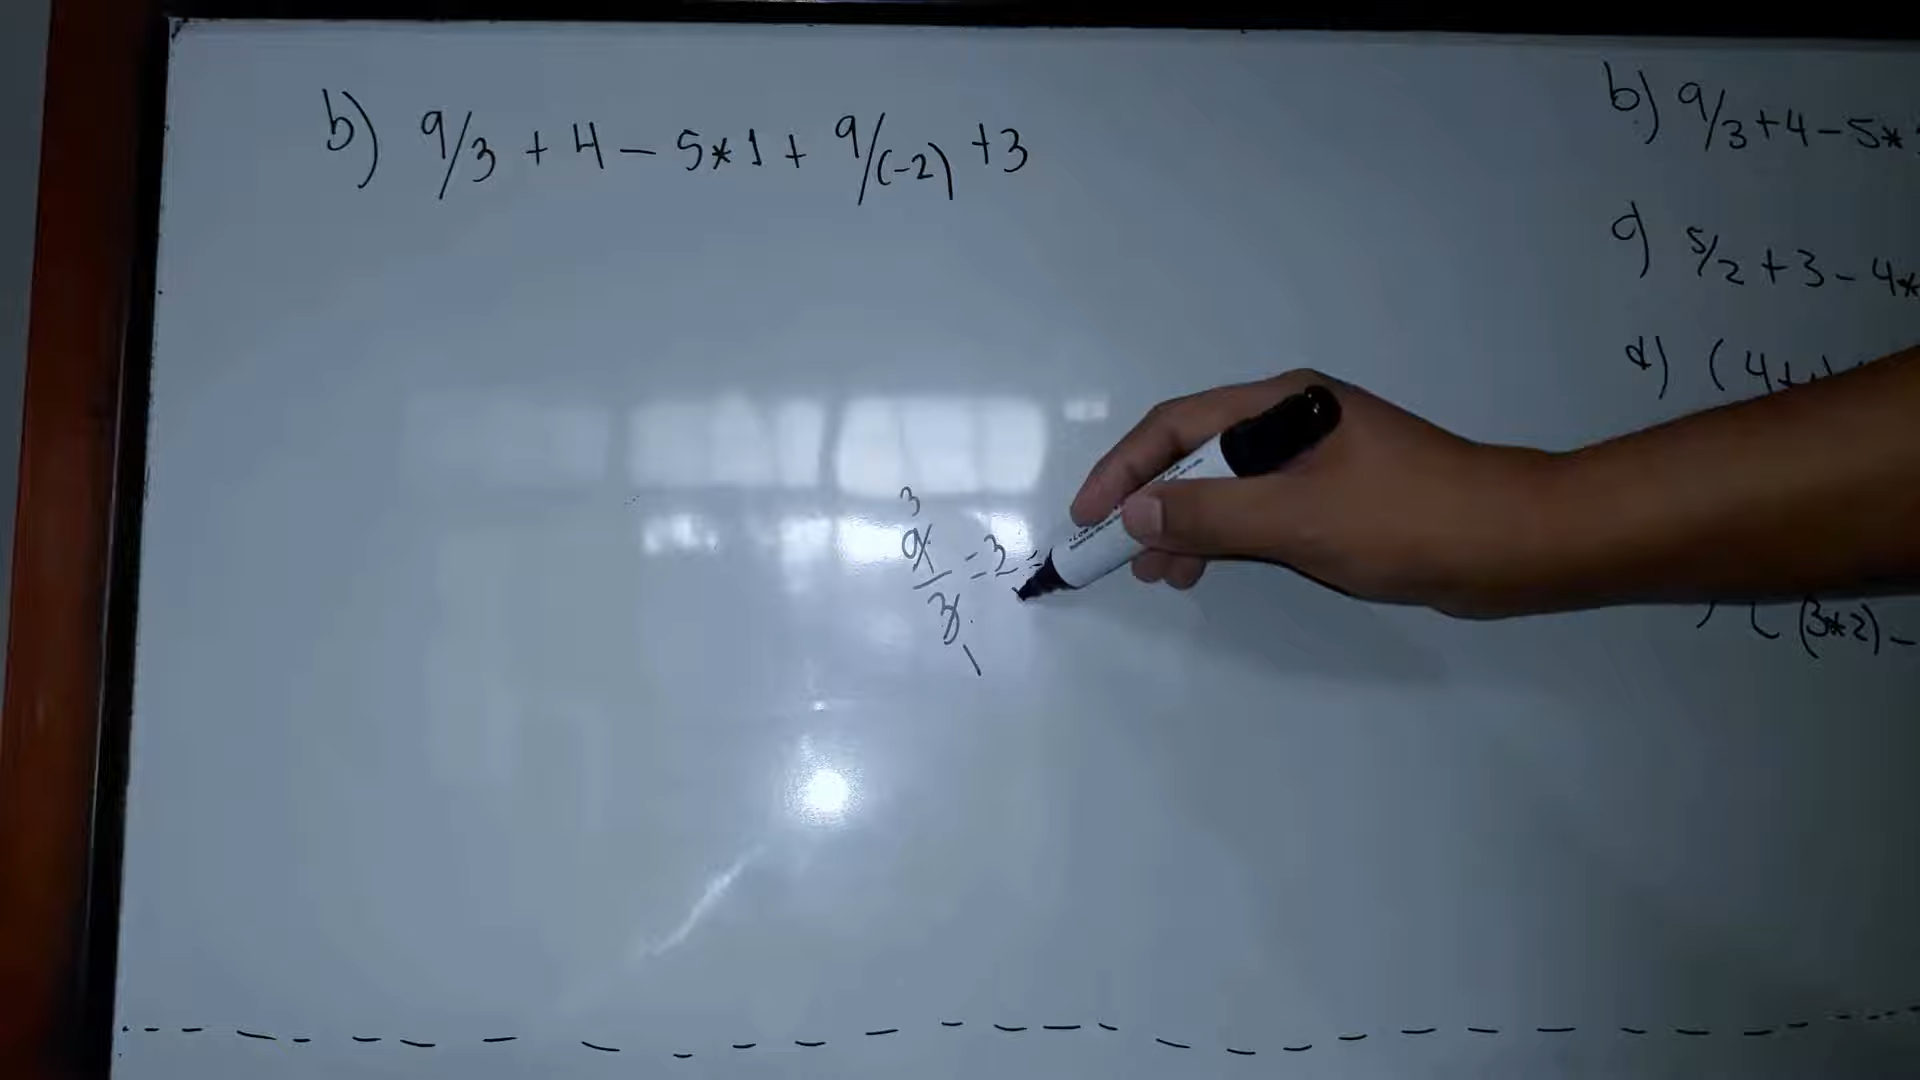 b) 9/3 + 4 - 5*1 + 9/(-2) + 3
3
9
— = 3 =
3
1
b) 9/3+4-5*
c) 5/2+3-4*
d) (4+
(3*2)-